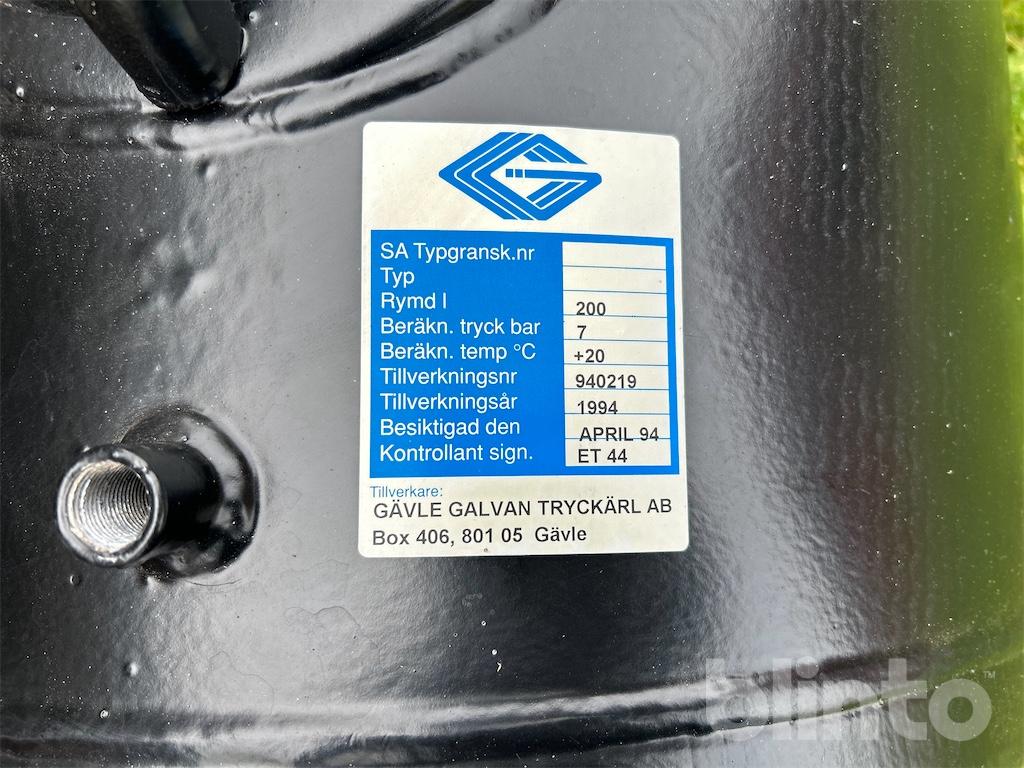 SA Typgransk.nr
Typ
Rymd l 200
Beräkn. tryck bar 7
Beräkn. temp °C +20
Tillverkningsnr 940219
Tillverkningsår 1994
Besiktigad den APRIL 94
Kontrollant sign. ET 44
Tillverkare:
GÄVLE GALVAN TRYCKÄRL AB
Box 406, 801 05 Gävle
blinto™